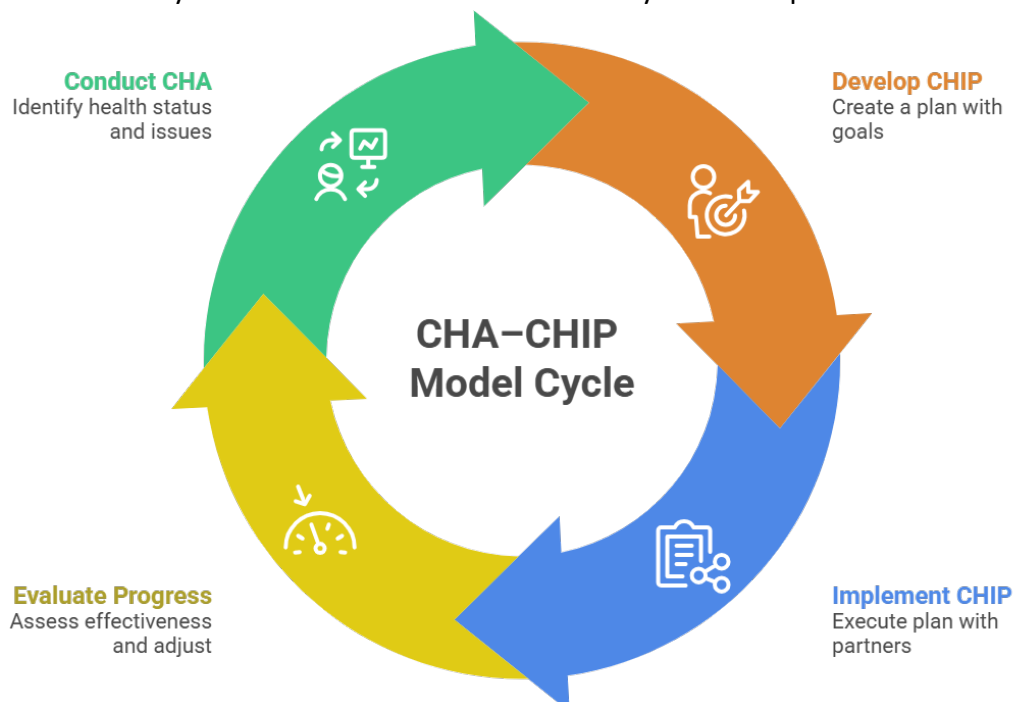 Conduct CHA
Identify health status
and issues
Develop CHIP
Create a plan with
goals
CHA–CHIP
Model Cycle
Evaluate Progress
Assess effectiveness
and adjust
Implement CHIP
Execute plan with
partners